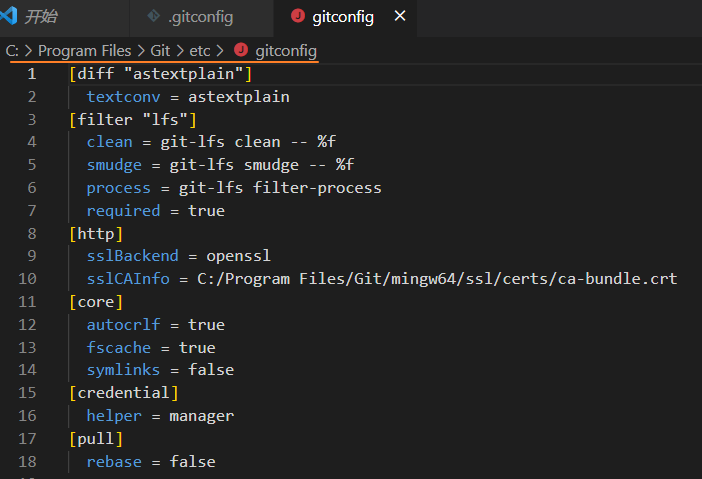 开始 .gitconfig gitconfig ×
C: > Program Files > Git > etc > gitconfig
1 [diff "astextplain"]
2 textconv = astextplain
3 [filter "lfs"]
4 clean = git-lfs clean -- %f
5 smudge = git-lfs smudge -- %f
6 process = git-lfs filter-process
7 required = true
8 [http]
9 sslBackend = openssl
10 sslCAInfo = C:/Program Files/Git/mingw64/ssl/certs/ca-bundle.crt
11 [core]
12 autocrlf = true
13 fscache = true
14 symlinks = false
15 [credential]
16 helper = manager
17 [pull]
18 rebase = false